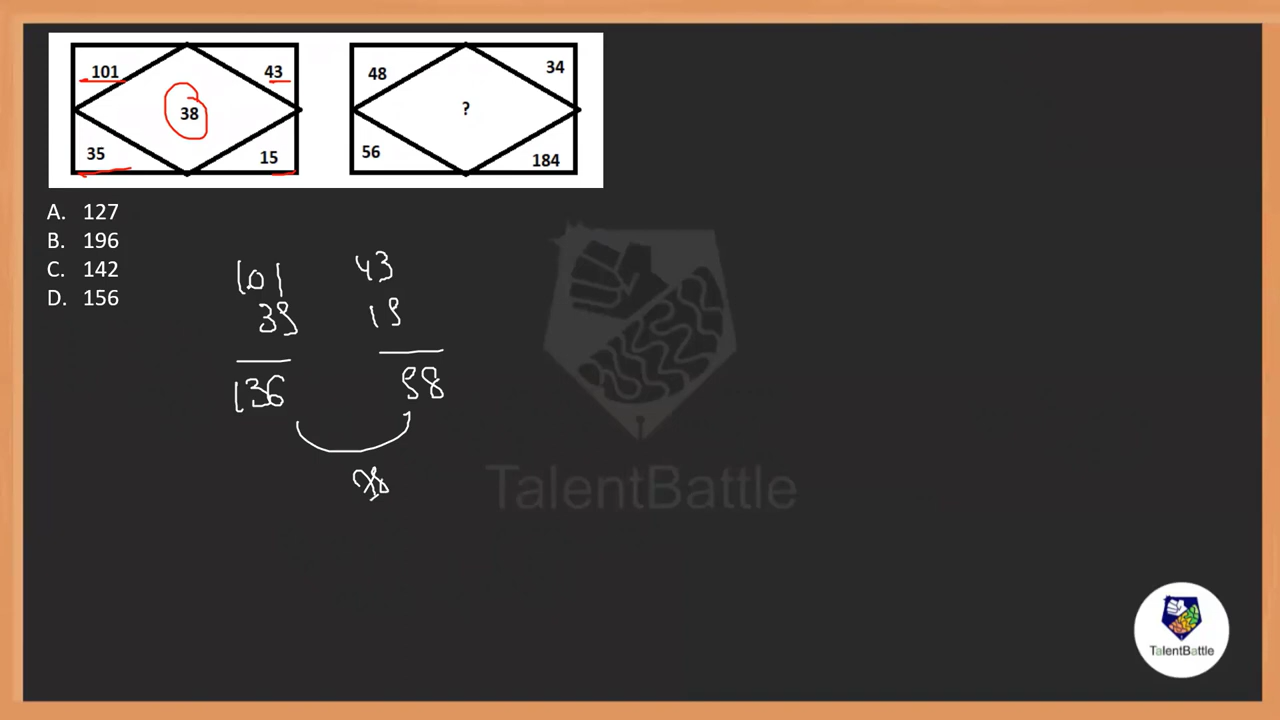 101 43 48 34
38 ?
35 15 56 184
A. 127
B. 196
C. 142
D. 156
101 43
35 15
136 58
TalentBattle
TalentBattle